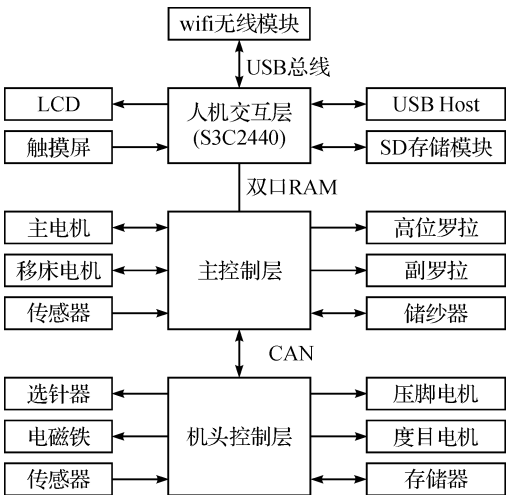 wifi无线模块
USB总线
LCD
人机交互层
(S3C2440)
USB Host
触摸屏
SD存储模块
双口RAM
主电机
高位罗拉
移床电机
主控制层
副罗拉
传感器
储纱器
CAN
选针器
压脚电机
电磁铁
机头控制层
度目电机
传感器
存储器